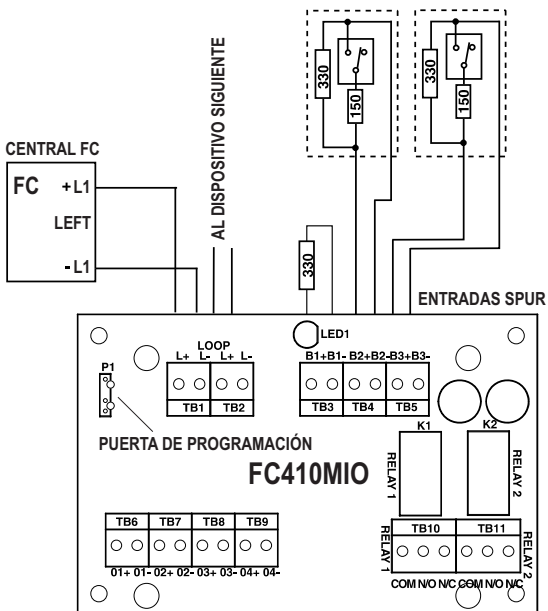 330
150
330
150
CENTRAL FC
FC
+ L1
LEFT
- L1
AL DISPOSITIVO SIGUIENTE
330
ENTRADAS SPUR
LED1
LOOP
L+ L- L+ L-
B1+ B1- B2+ B2- B3+ B3-
P1
TB1 TB2
TB3 TB4 TB5
PUERTA DE PROGRAMACIÓN
FC410MIO
K1
K2
RELAY 1
RELAY 2
TB6 TB7 TB8 TB9
TB10 TB11
RELAY 1
RELAY 2
01+ 01- 02+ 02- 03+ 03- 04+ 04-
COM N/O N/C COM N/O N/C